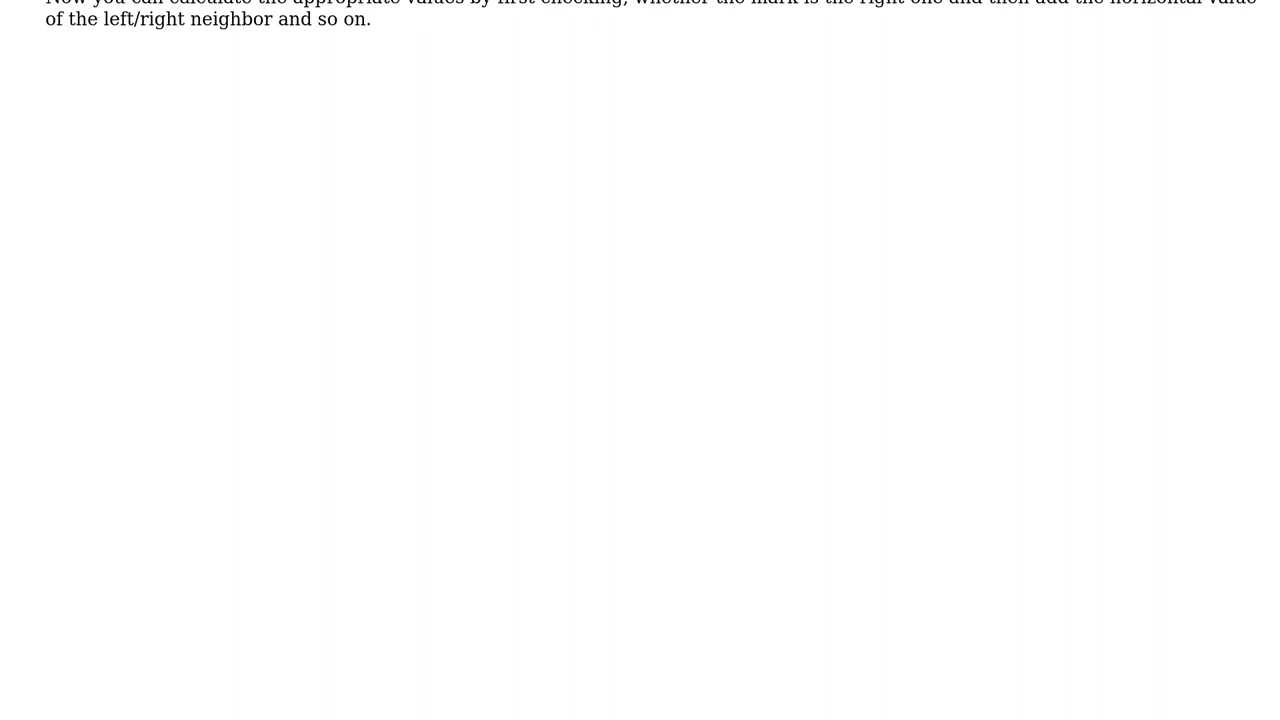 Now you can calculate the appropriate values by first checking, whether the mark is the right one and then add the horizontal value
of the left/right neighbor and so on.